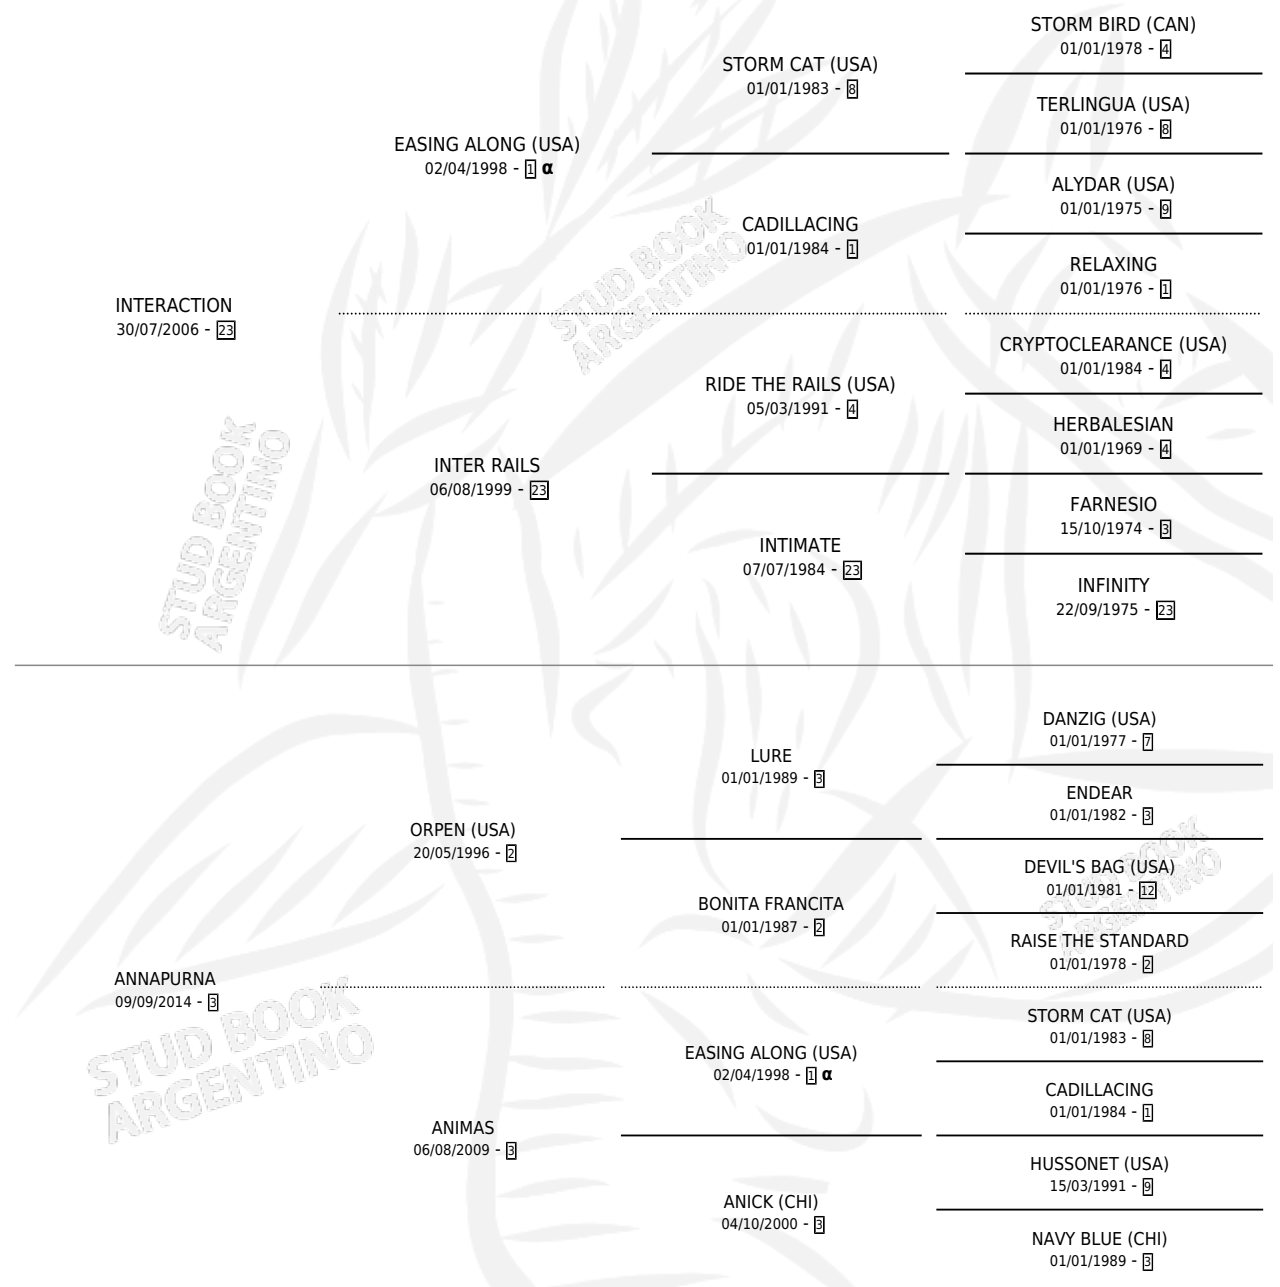 STORM BIRD (CAN)
01/01/1978 - 4
STORM CAT (USA)
01/01/1983 - 8
TERLINGUA (USA)
01/01/1976 - 8
EASING ALONG (USA)
02/04/1998 - 1 α
ALYDAR (USA)
01/01/1975 - 9
CADILLACING
01/01/1984 - 1
RELAXING
01/01/1976 - 1
INTERACTION
30/07/2006 - 23
CRYPTOCLEARANCE (USA)
01/01/1984 - 4
RIDE THE RAILS (USA)
05/03/1991 - 4
HERBALESIAN
01/01/1969 - 4
INTER RAILS
06/08/1999 - 23
FARNESIO
15/10/1974 - 3
INTIMATE
07/07/1984 - 23
INFINITY
22/09/1975 - 23
STUD BOOK
ARGENTINO
STUD BOOK
ARGENTINO
DANZIG (USA)
01/01/1977 - 7
LURE
01/01/1989 - 3
ENDEAR
01/01/1982 - 3
ORPEN (USA)
20/05/1996 - 2
DEVIL'S BAG (USA)
01/01/1981 - 12
BONITA FRANCITA
01/01/1987 - 2
RAISE THE STANDARD
01/01/1978 - 2
ANNAPURNA
09/09/2014 - 3
STORM CAT (USA)
01/01/1983 - 8
EASING ALONG (USA)
02/04/1998 - 1 α
CADILLACING
01/01/1984 - 1
ANIMAS
06/08/2009 - 3
HUSSONET (USA)
15/03/1991 - 9
ANICK (CHI)
04/10/2000 - 3
NAVY BLUE (CHI)
01/01/1989 - 3
STUD BOOK
ARGENTINO
STUD BOOK
ARGENTINO